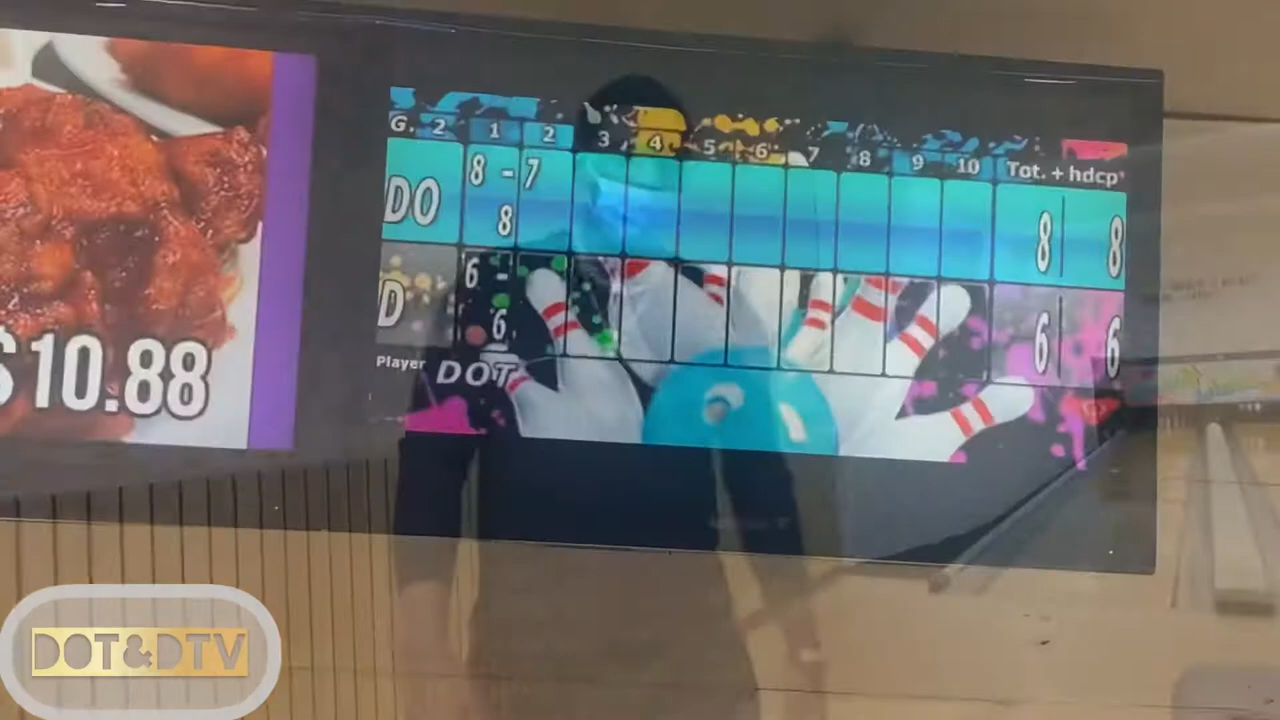 G. 2 1 2 3 4 5 6 7 8 9 10 Tot. + hdcp
DO 8 - 7
8 8 8
D 6 -
6 6 6
Player DOT
$10.88
DOT&DTV